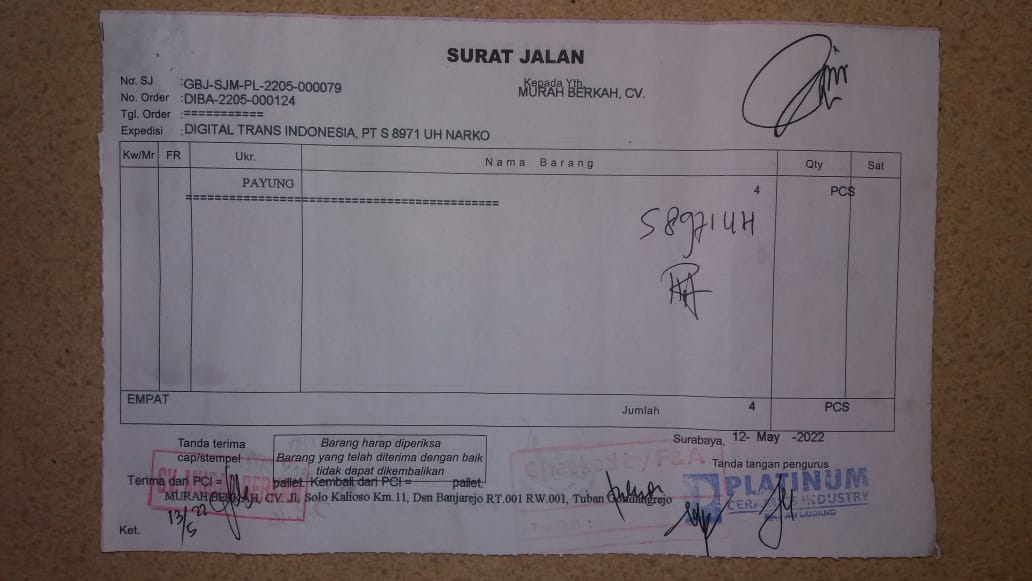 SURAT JALAN
No. SJ :GBJ-SJM-PL-2205-000079
Kepada Yth,
MURAH BERKAH, CV.
No. Order :DIBA-2205-000124
Tgl. Order :===========
Expedisi :DIGITAL TRANS INDONESIA, PT S 8971 UH NARKO
Kw/Mr FR Ukr. Nama Barang Qty Sat
PAYUNG 4 PCS
===========================================
S 8971 UH
EMPAT Jumlah 4 PCS
Surabaya, 12- May -2022
Tanda terima
cap/stempel
Barang harap diperiksa
Barang yang telah diterima dengan baik
tidak dapat dikembalikan
Tanda tangan pengurus
Terima dari PCI = pallet. Kembali dari PCI = pallet.
MURAH BERKAH, CV. Jl. Solo Kalioso Km.11, Dsn Banjarejo RT.001 RW.001, Tuban Gondangrejo
Checked by F&A
PLATINUM
CERAMICS INDUSTRY
CV. MURAH BERKAH
13/5 22
Ket.